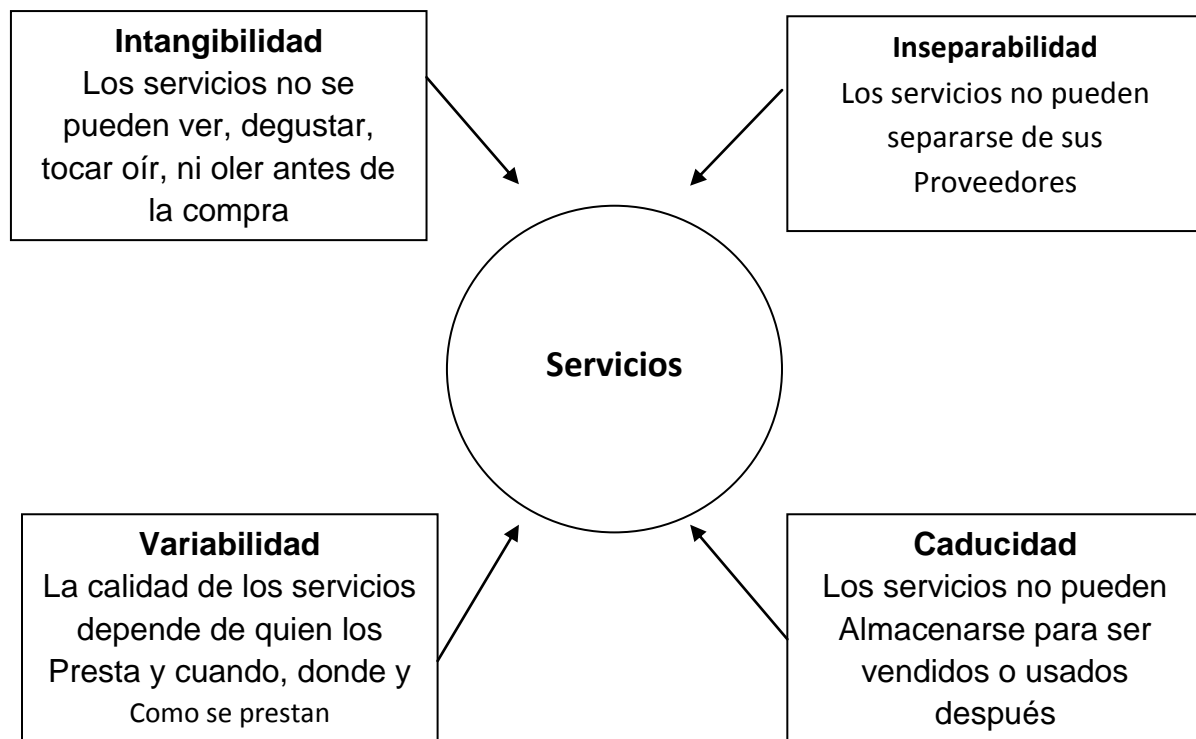 Intangibilidad
Los servicios no se
pueden ver, degustar,
tocar oír, ni oler antes de
la compra
Inseparabilidad
Los servicios no pueden
separarse de sus
Proveedores
Servicios
Variabilidad
La calidad de los servicios
depende de quien los
Presta y cuando, donde y
Como se prestan
Caducidad
Los servicios no pueden
Almacenarse para ser
vendidos o usados
después